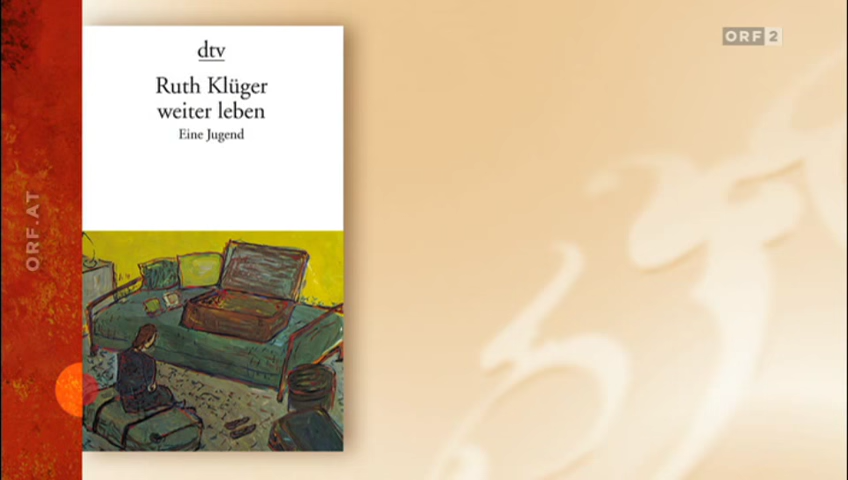 ORF 2
dtv
Ruth Klüger
weiter leben
Eine Jugend
ORF.AT